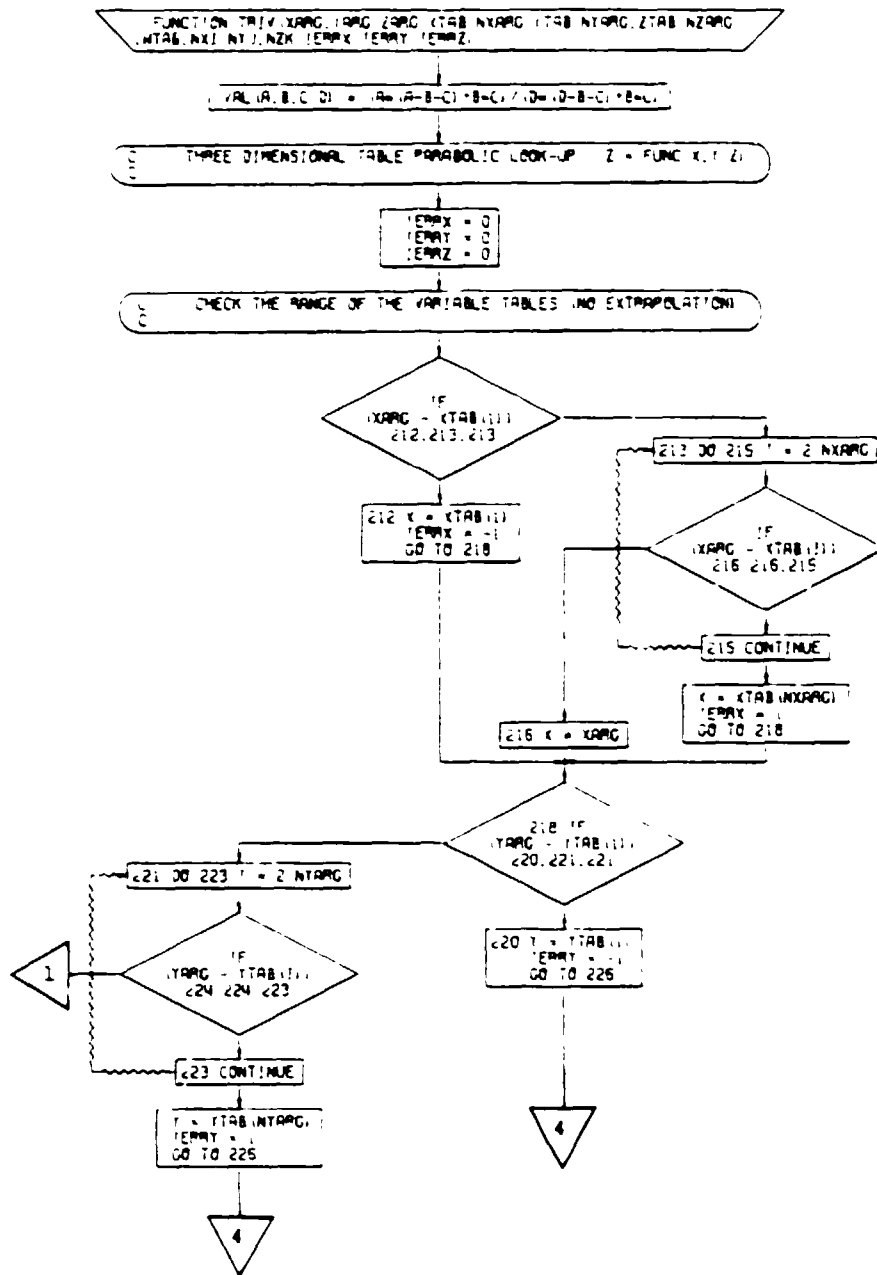 FUNCTION TRIV(XARG,YARG ZARG XTAB NXARG YTAB NYARG,ZTAB NZARG
WTAB,NXI NYJ,NZK IERRX IERRY IERRZ)
VAL(A,B,C D) = (A*(A-B-C)+B*C)/(D*(D-B-C)+B*C)
C THREE DIMENSIONAL TABLE PARABOLIC LOOK-UP Z = FUNC X,Y Z)
C
IERRX = 0
IERRY = 0
IERRZ = 0
CHECK THE RANGE OF THE VARIABLE TABLES (NO EXTRAPOLATION)
C
IF
(XARG - XTAB(1))
212,213,213
213 DO 215 I = 2 NXARG
212 X = XTAB(1)
IERRX = -1
GO TO 218
IF
(XARG - XTAB(I))
216 216,215
215 CONTINUE
X = XTAB(NXARG)
IERRX = 1
GO TO 218
216 X = XARG
218 IF
(YARG - YTAB(1))
220,221,221
221 DO 223 I = 2 NYARG
220 Y = YTAB(1)
IERRY = -1
GO TO 226
1
IF
(YARG - YTAB(I))
224 224 223
223 CONTINUE
Y = YTAB(NYARG)
IERRY = 1
GO TO 226
4
4